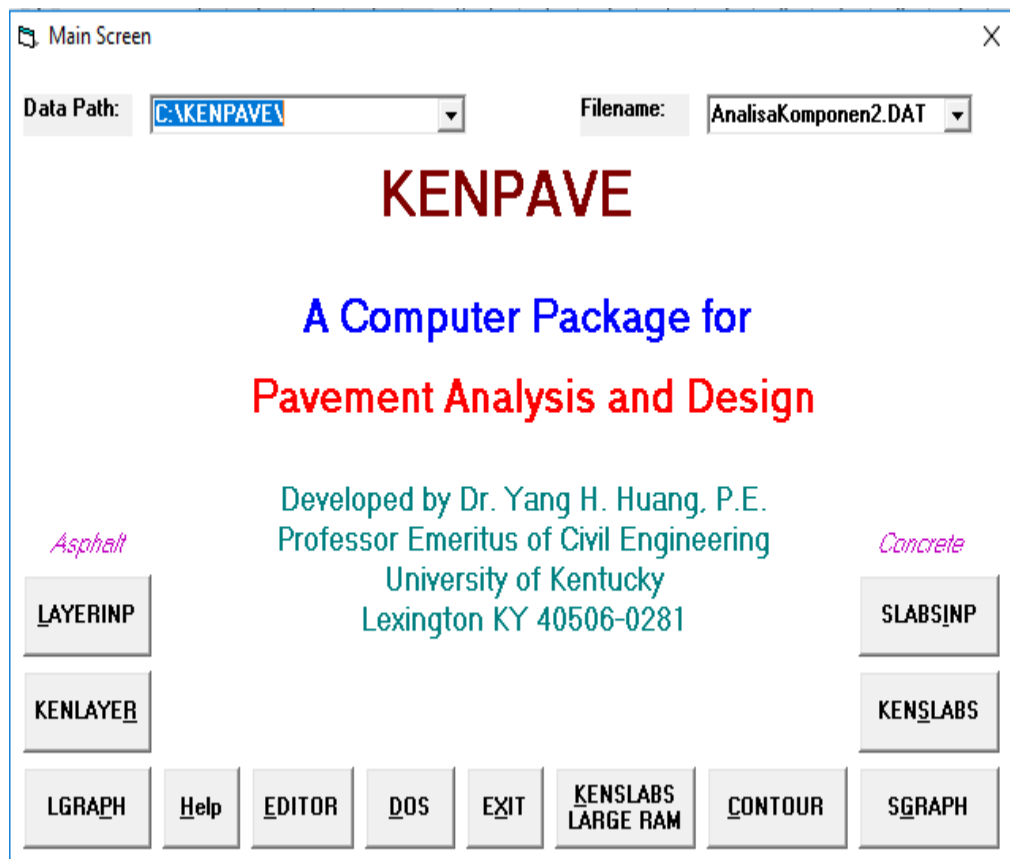 Main Screen
Data Path: C:\KENPAVE\ Filename: AnalisaKomponen2.DAT
KENPAVE
A Computer Package for
Pavement Analysis and Design
Developed by Dr. Yang H. Huang, P.E.
Professor Emeritus of Civil Engineering
University of Kentucky
Lexington KY 40506-0281
Asphalt
LAYERINP
KENLAYER
Concrete
SLABSINP
KENSLABS
LGRAPH
Help
EDITOR
DOS
EXIT
KENSLABS
LARGE RAM
CONTOUR
SGRAPH